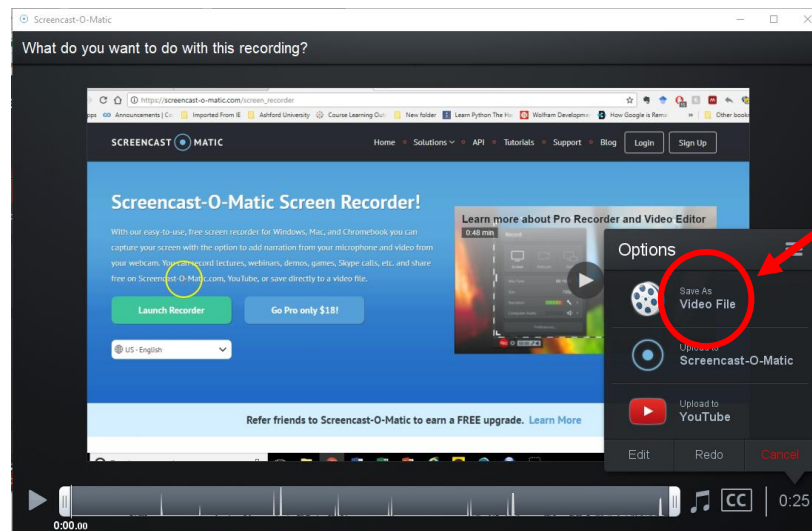 Screencast-O-Matic
What do you want to do with this recording?
https://screencast-o-matic.com/screen_recorder
Announcements | Co
Imported From IE
Ashford University
Course Learning Out
New folder
Learn Python The Ha
Wolfram Developme
How Google is Rema
Other book
SCREENCAST MATIC
Home Solutions API Tutorials Support Blog Login Sign Up
Screencast-O-Matic Screen Recorder!
With our easy-to-use, free screen recorder for Windows, Mac, and Chromebook you can
capture your screen with the option to add narration from your microphone and video from
your webcam. You can record lectures, webinars, demos, games, Skype calls, etc. and share
free on Screencast-O-Matic.com, YouTube, or save directly to a video file.
Launch Recorder
Go Pro only $18!
US - English
Learn more about Pro Recorder and Video Editor
0:48 min
Record
Preferences...
Options
Save As
Video File
Upload to
Screencast-O-Matic
Upload to
YouTube
Edit Redo Cancel
Refer friends to Screencast-O-Matic to earn a FREE upgrade. Learn More
CC
0:25
0:00.00